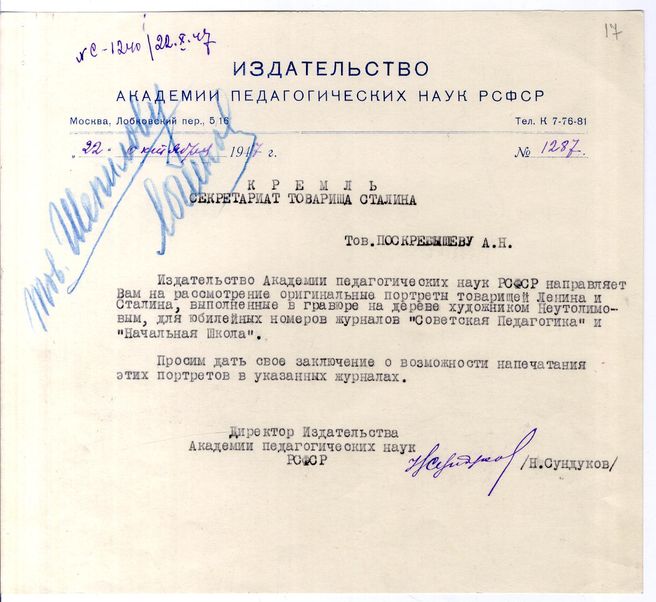 № С-1240/22.X.47
17
ИЗДАТЕЛЬСТВО
АКАДЕМИИ ПЕДАГОГИЧЕСКИХ НАУК РСФСР
Москва, Лобковский пер., 5/16 Тел. К 7-76-81
„22" октября 1947 г. № 1287.
тов. Шепилову
КРЕМЛЬ
СЕКРЕТАРИАТ ТОВАРИЩА СТАЛИНА
Тов. ПОСКРЕБЫШЕВУ А.Н.
Издательство Академии педагогических наук РСФСР направляет
Вам на рассмотрение оригинальные портреты товарищей Ленина и
Сталина, выполненные в гравюре на дереве художником Неутолимо-
вым, для юбилейных номеров журналов "Советская Педагогика" и
"Начальная Школа".
Просим дать свое заключение о возможности напечатания
этих портретов в указанных журналах.
Директор Издательства
Академии педагогических наук
РСФСР
/Н.Сундуков/